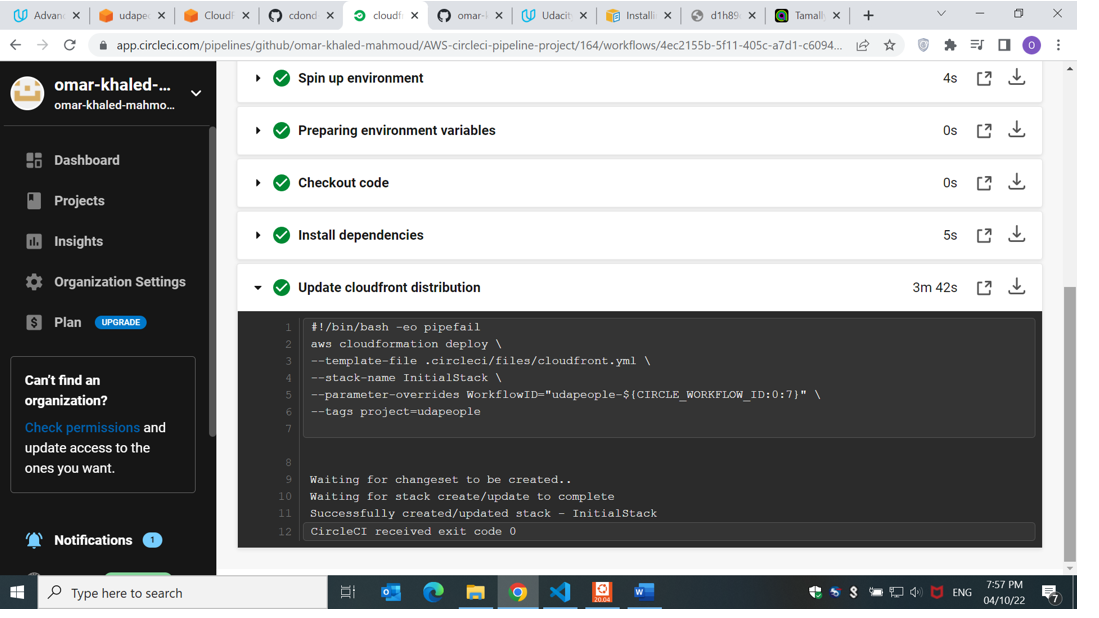 Advan
udape
CloudF
cdond
cloudf
omar-k
Udacit
Installi
d1h89
Tamall
app.circleci.com/pipelines/github/omar-khaled-mahmoud/AWS-circleci-pipeline-project/164/workflows/4ec2155b-5f11-405c-a7d1-c6094...
O
omar-khaled-...
omar-khaled-mahmo...
Dashboard
Projects
Insights
Organization Settings
Plan UPGRADE
Can't find an
organization?
Check permissions and
update access to the
ones you want.
Notifications 1
Spin up environment 4s
Preparing environment variables 0s
Checkout code 0s
Install dependencies 5s
Update cloudfront distribution 3m 42s
1 #!/bin/bash -eo pipefail
2 aws cloudformation deploy \
3 --template-file .circleci/files/cloudfront.yml \
4 --stack-name InitialStack \
5 --parameter-overrides WorkflowID="udapeople-${CIRCLE_WORKFLOW_ID:0:7}" \
6 --tags project=udapeople
7
8
9 Waiting for changeset to be created..
10 Waiting for stack create/update to complete
11 Successfully created/updated stack - InitialStack
12 CircleCI received exit code 0
Type here to search
20.04
ENG
7:57 PM
04/10/22
7